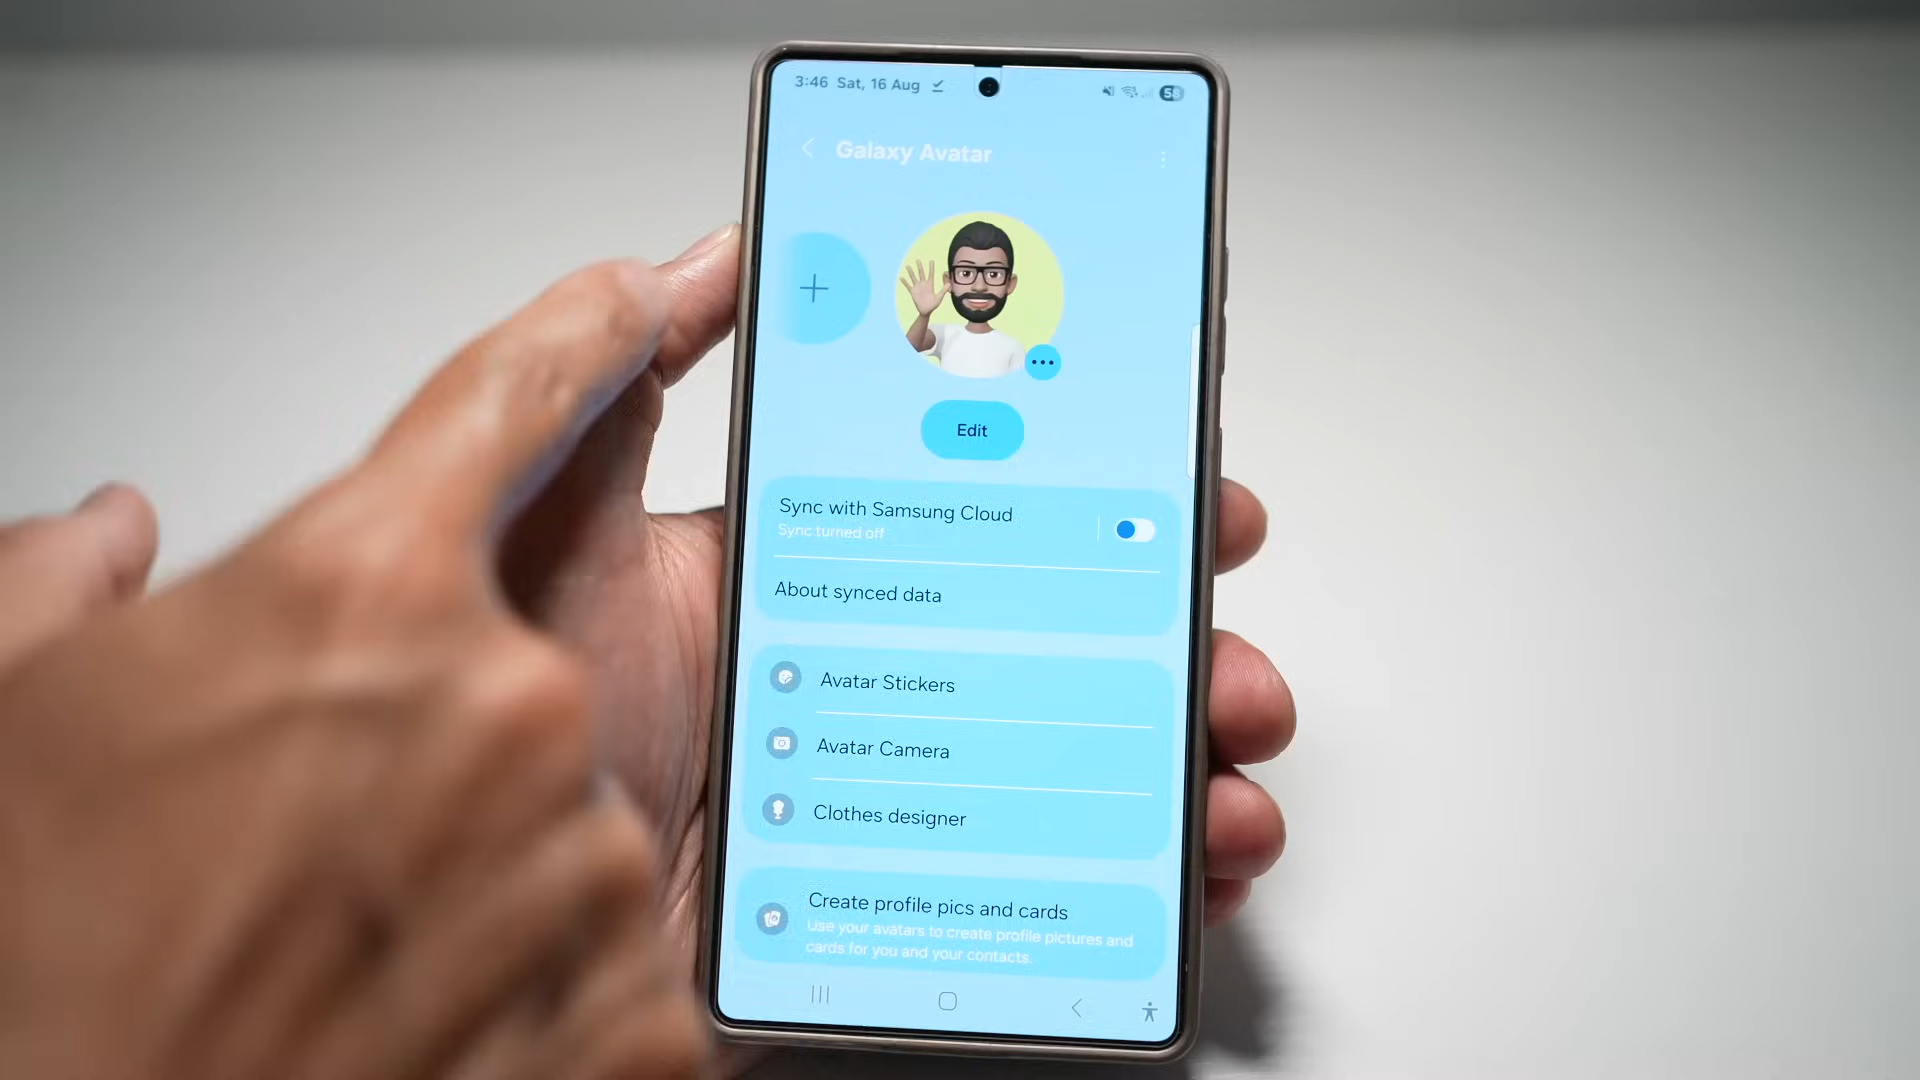 3:46 Sat, 16 Aug
58
Galaxy Avatar
Edit
Sync with Samsung Cloud
Sync turned off
About synced data
Avatar Stickers
Avatar Camera
Clothes designer
Create profile pics and cards
Use your avatars to create profile pictures and
cards for you and your contacts.